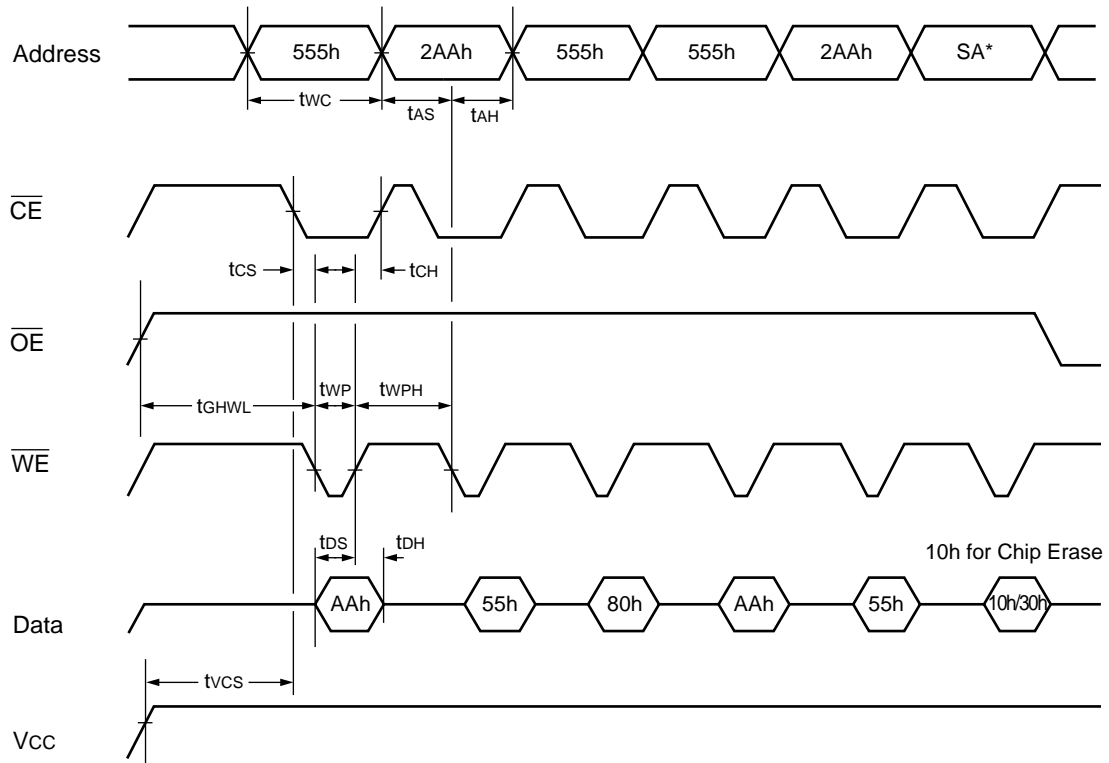 Address 555h 2AAh 555h 555h 2AAh SA*
tWC tAS tAH
CE
tCS tCH
OE
tGHWL tWP tWPH
WE
tDS tDH
10h for Chip Erase
Data AAh 55h 80h AAh 55h 10h/30h
tVCS
VCC